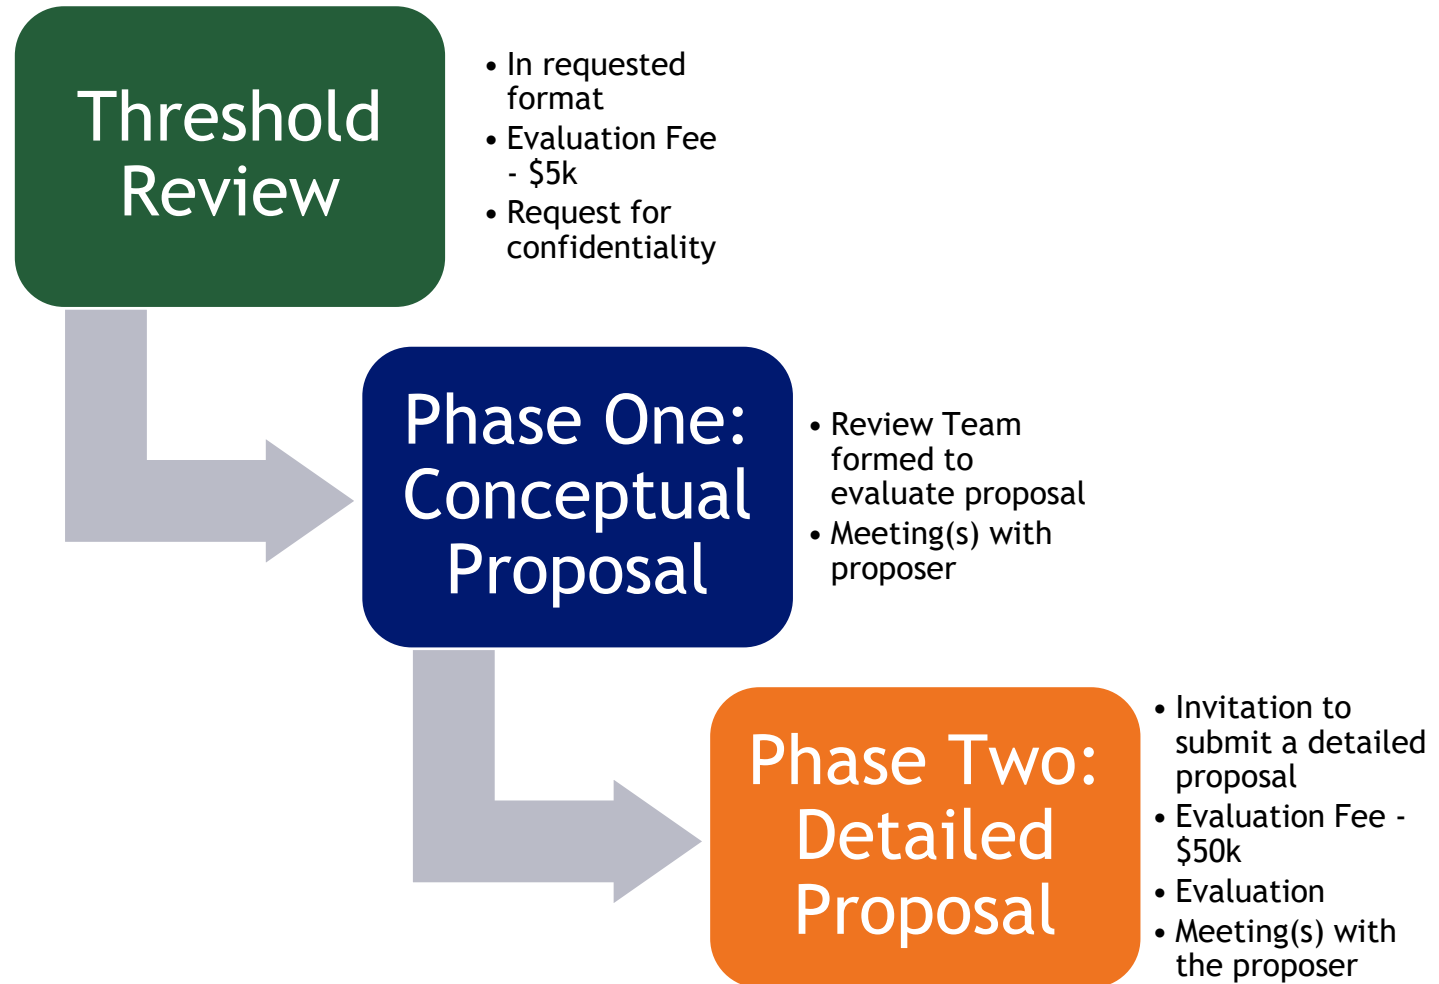 Threshold
Review
• In requested
format
• Evaluation Fee
- $5k
• Request for
confidentiality
Phase One:
Conceptual
Proposal
• Review Team
formed to
evaluate proposal
• Meeting(s) with
proposer
Phase Two:
Detailed
Proposal
• Invitation to
submit a detailed
proposal
• Evaluation Fee -
$50k
• Evaluation
• Meeting(s) with
the proposer